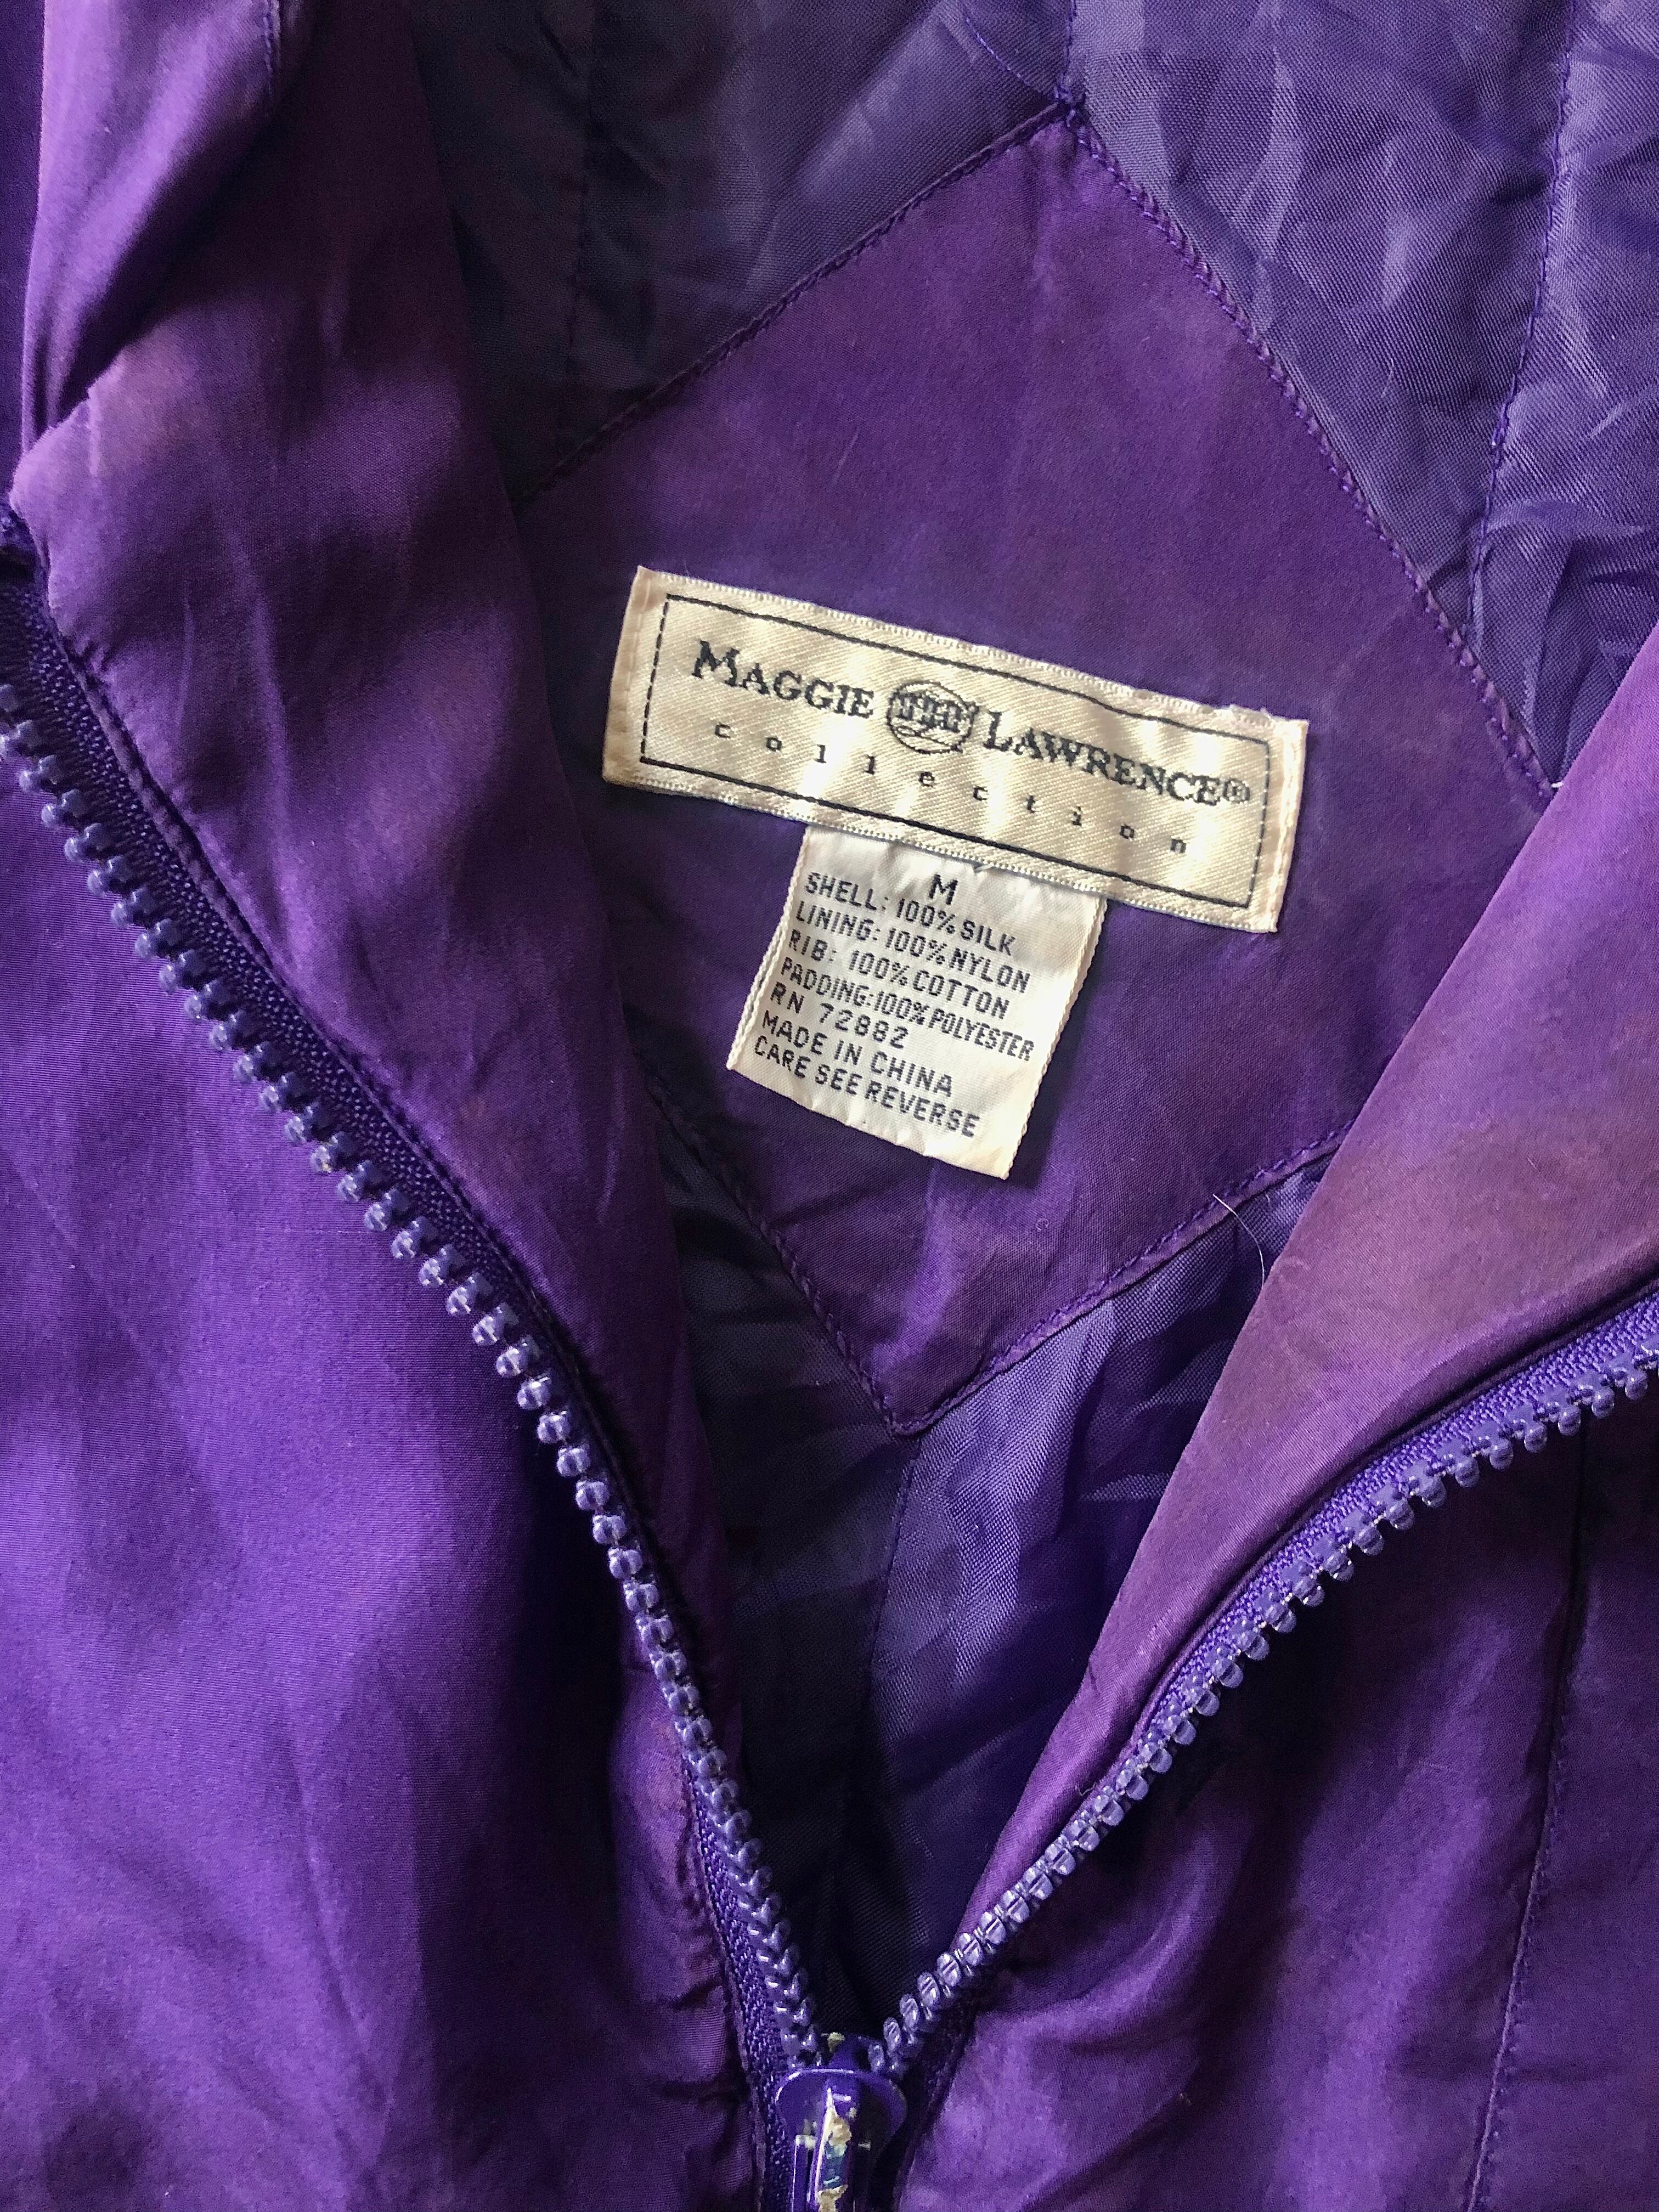 MAGGIE LAWRENCE®
collection
M
SHELL: 100% SILK
LINING: 100% NYLON
RIB: 100% COTTON
PADDING: 100% POLYESTER
RN 72882
MADE IN CHINA
CARE SEE REVERSE